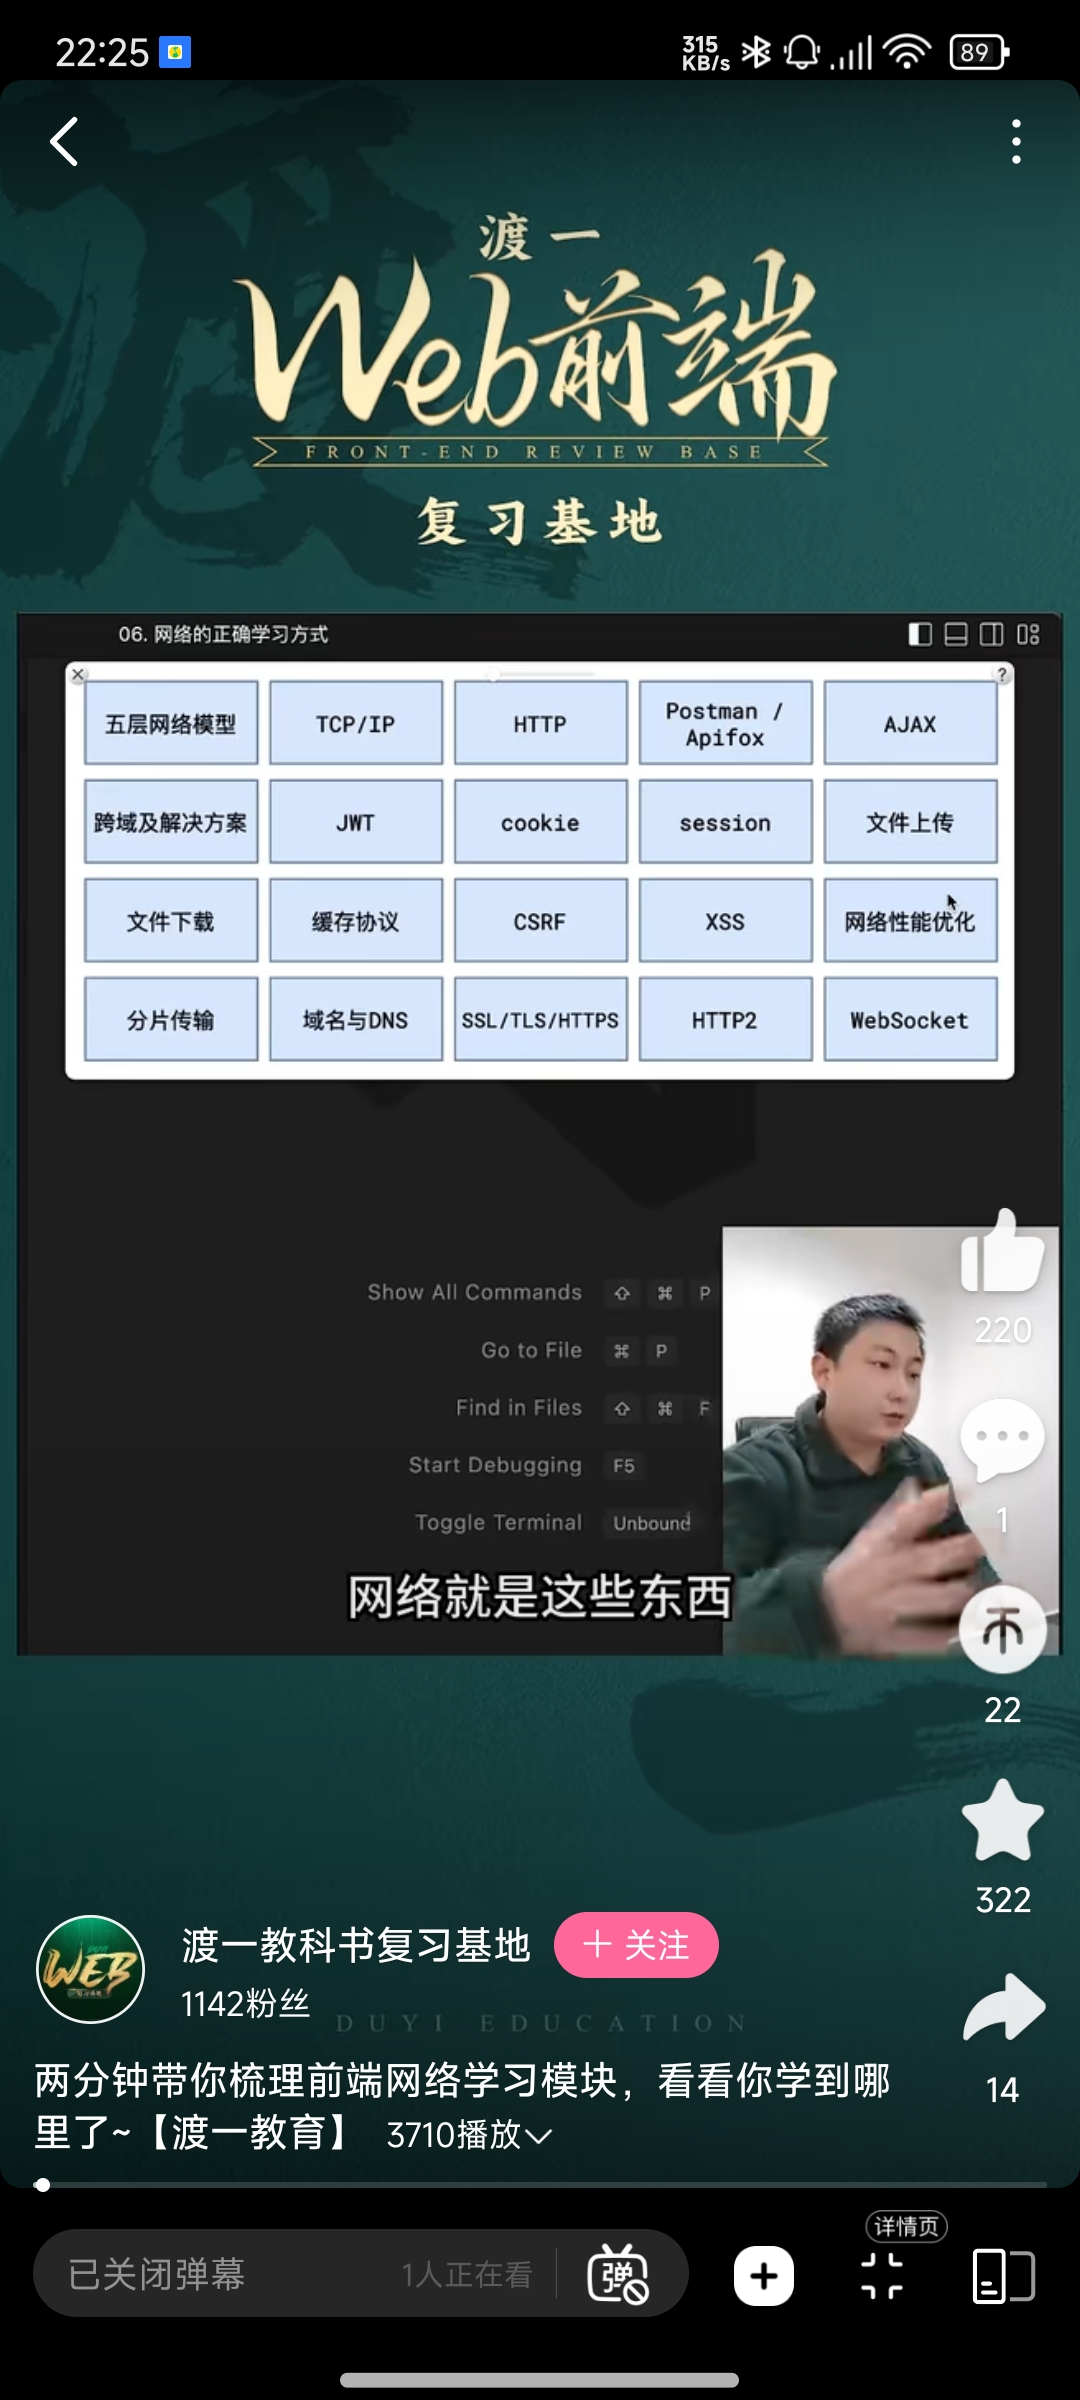 22:25
315
KB/s
89
渡一
Web前端
FRONT-END REVIEW BASE
复习基地
06. 网络的正确学习方式
五层网络模型
TCP/IP
HTTP
Postman /
Apifox
AJAX
跨域及解决方案
JWT
cookie
session
文件上传
文件下载
缓存协议
CSRF
XSS
网络性能优化
分片传输
域名与DNS
SSL/TLS/HTTPS
HTTP2
WebSocket
Show All Commands ⇧ ⌘ P
Go to File ⌘ P
Find in Files ⇧ ⌘ F
Start Debugging F5
Toggle Terminal Unbound
网络就是这些东西
220
1
22
322
14
WEB
渡一教科书复习基地
+ 关注
1142粉丝
DUYI EDUCATION
两分钟带你梳理前端网络学习模块，看看你学到哪
里了~【渡一教育】 3710播放
已关闭弹幕
1人正在看
弹
详情页